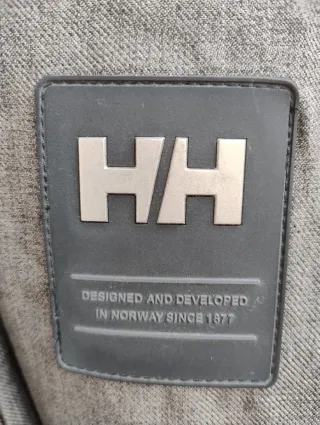 HH
DESIGNED AND DEVELOPED
IN NORWAY SINCE 1877